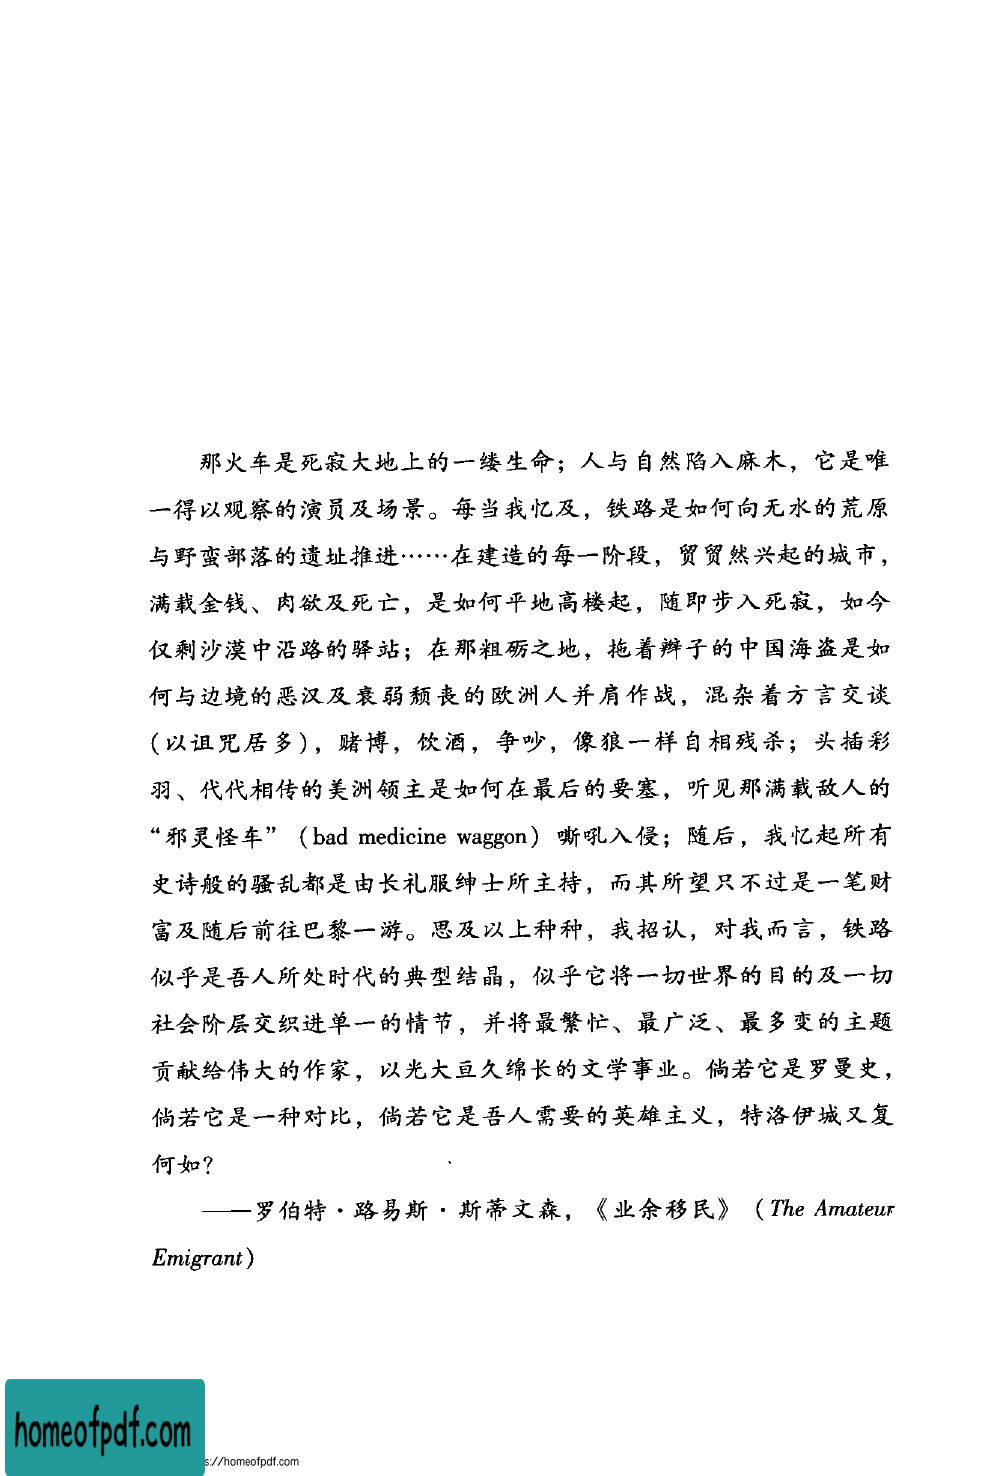 那火车是死寂大地上的一缕生命；人与自然陷入麻木，它是唯
一得以观察的演员及场景。每当我忆及，铁路是如何向无水的荒原
与野蛮部落的遗址推进……在建造的每一阶段，贸贸然兴起的城市，
满载金钱、肉欲及死亡，是如何平地高楼起，随即步入死寂，如今
仅剩沙漠中沿路的驿站；在那粗砺之地，拖着辫子的中国海盗是如
何与边境的恶汉及衰弱颓丧的欧洲人并肩作战，混杂着方言交谈
（以诅咒居多），赌博，饮酒，争吵，像狼一样自相残杀；头插彩
羽、代代相传的美洲领主是如何在最后的要塞，听见那满载敌人的
“邪灵怪车”（bad medicine waggon）嘶吼入侵；随后，我忆起所有
史诗般的骚乱都是由长礼服绅士所主持，而其所望只不过是一笔财
富及随后前往巴黎一游。思及以上种种，我招认，对我而言，铁路
似乎是吾人所处时代的典型结晶，似乎它将一切世界的目的及一切
社会阶层交织进单一的情节，并将最繁忙、最广泛、最多变的主题
贡献给伟大的作家，以光大亘久绵长的文学事业。倘若它是罗曼史，
倘若它是一种对比，倘若它是吾人需要的英雄主义，特洛伊城又复
何如？
——罗伯特·路易斯·斯蒂文森，《业余移民》（The Amateur
Emigrant）
homeofpdf.com
s://homeofpdf.com